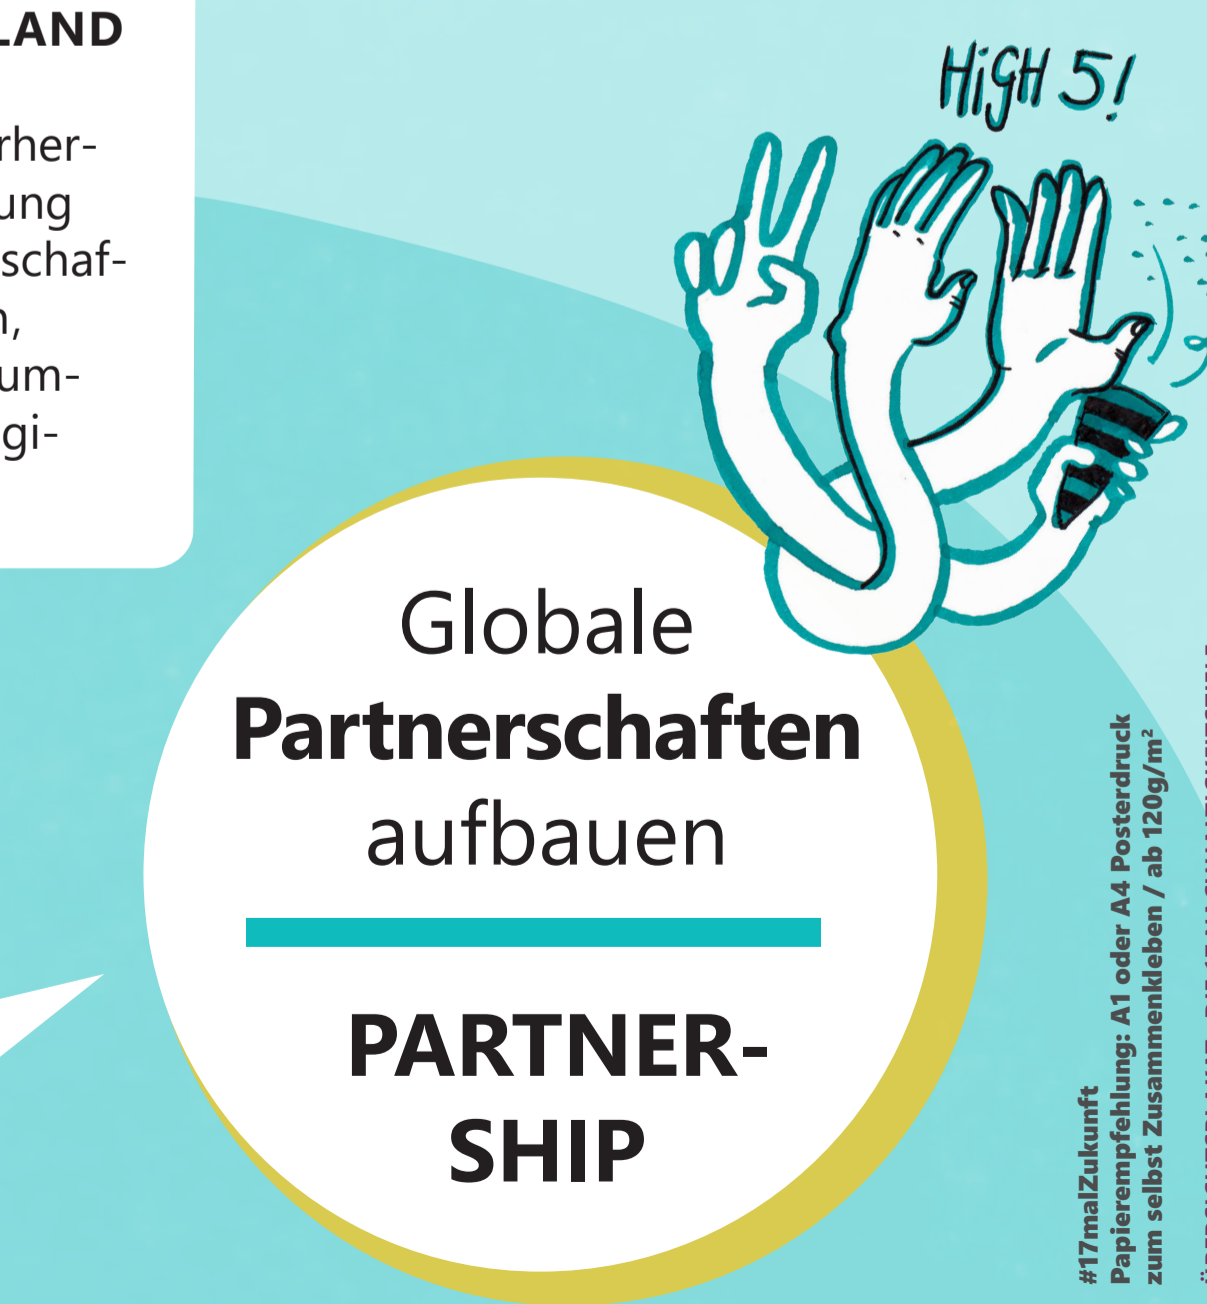 LAND
rher-
ung
schaf-
n,
um-
gi-
HiGH 5!
Globale
Partnerschaften
aufbauen
PARTNER-
SHIP
#17malZukunft
Papierempfehlung: A1 oder A4 Posterdruck
zum selbst Zusammenkleben / ab 120g/m²